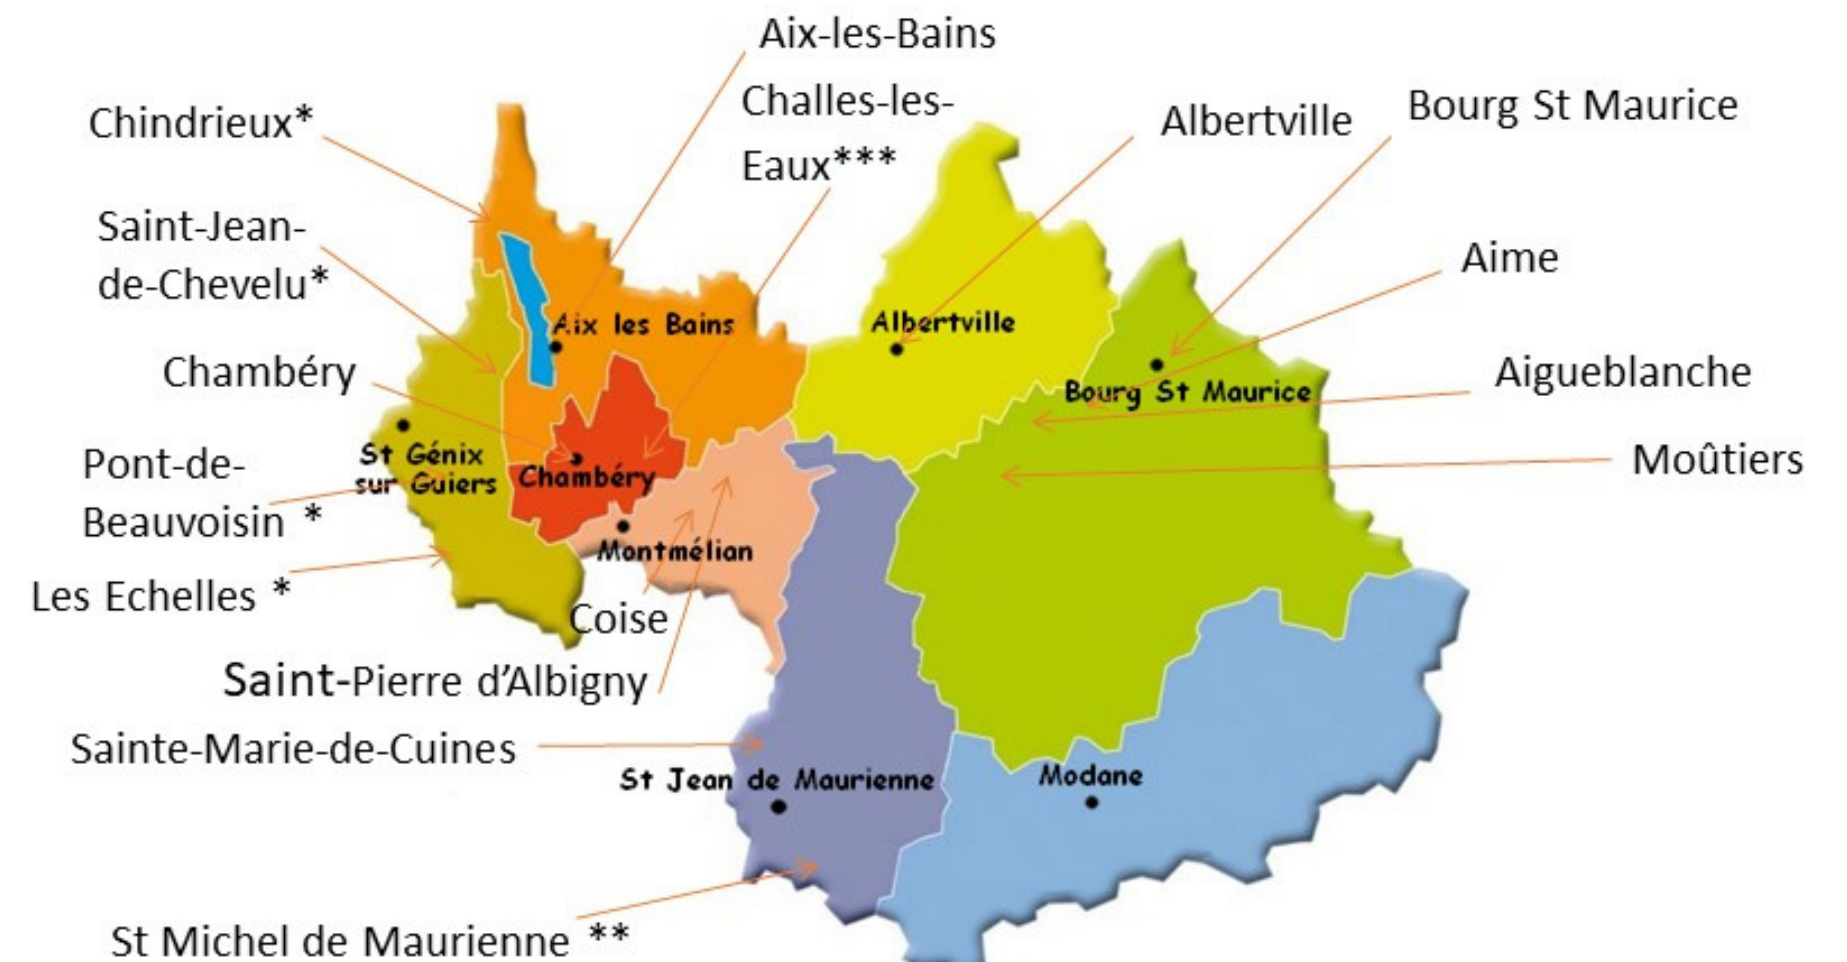 Aix-les-Bains
Challes-les-
Eaux***
Albertville
Bourg St Maurice
Chindrieux*
Saint-Jean-
de-Chevelu*
Aime
Aix les Bains
Albertville
Chambéry
Bourg St Maurice
Aigueblanche
St Génix
sur Guiers
Chambéry
Pont-de-
Beauvoisin *
Moûtiers
Montmélian
Les Echelles *
Coise
Saint-Pierre d’Albigny
Sainte-Marie-de-Cuines
St Jean de Maurienne
Modane
St Michel de Maurienne **